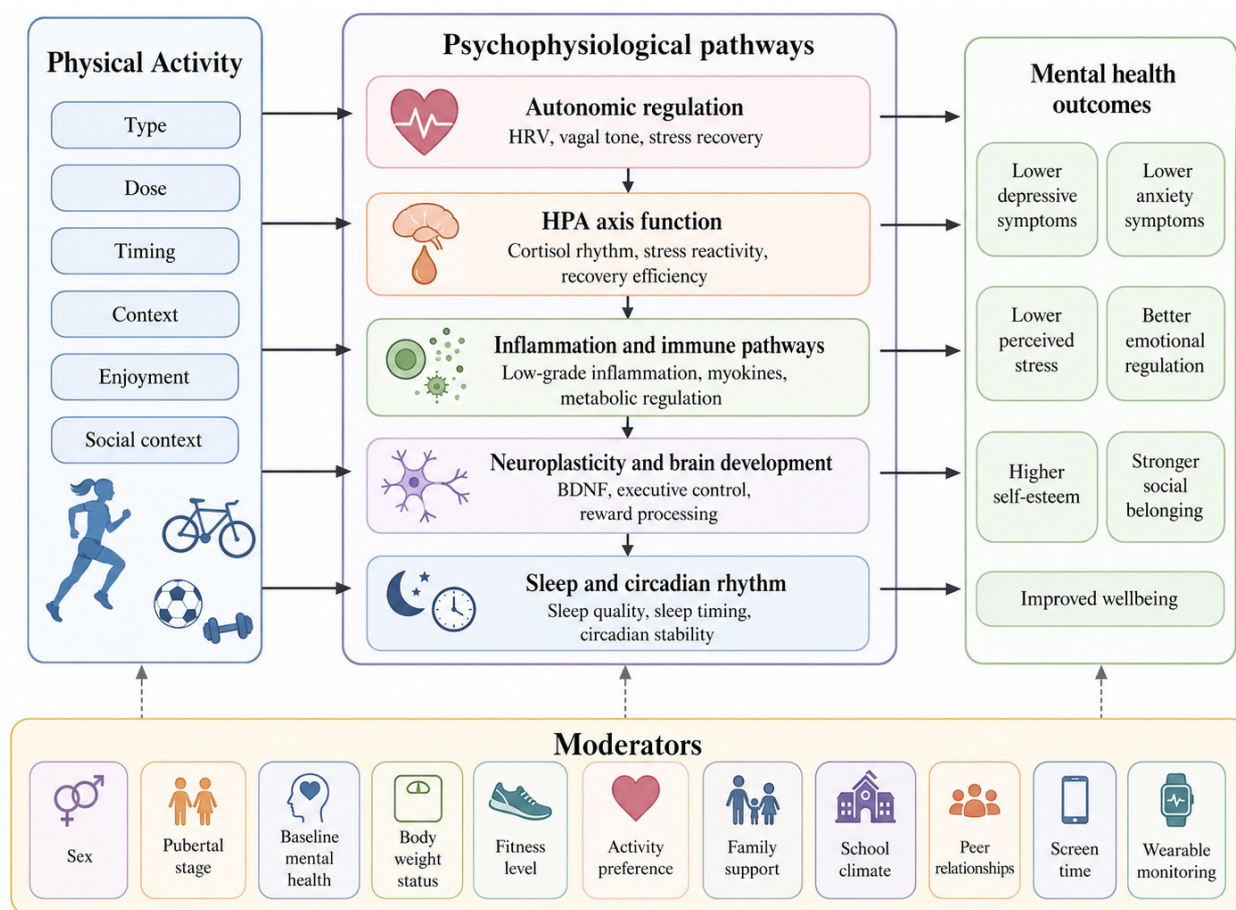 Physical Activity
Type
Dose
Timing
Context
Enjoyment
Social context
Psychophysiological pathways
Autonomic regulation
HRV, vagal tone, stress recovery
HPA axis function
Cortisol rhythm, stress reactivity,
recovery efficiency
Inflammation and immune pathways
Low-grade inflammation, myokines,
metabolic regulation
Neuroplasticity and brain development
BDNF, executive control,
reward processing
Sleep and circadian rhythm
Sleep quality, sleep timing,
circadian stability
Mental health
outcomes
Lower
depressive
symptoms
Lower
anxiety
symptoms
Lower
perceived
stress
Better
emotional
regulation
Higher
self-esteem
Stronger
social
belonging
Improved wellbeing
Moderators
Sex
Pubertal
stage
Baseline
mental
health
Body
weight
status
Fitness
level
Activity
preference
Family
support
School
climate
Peer
relationships
Screen
time
Wearable
monitoring